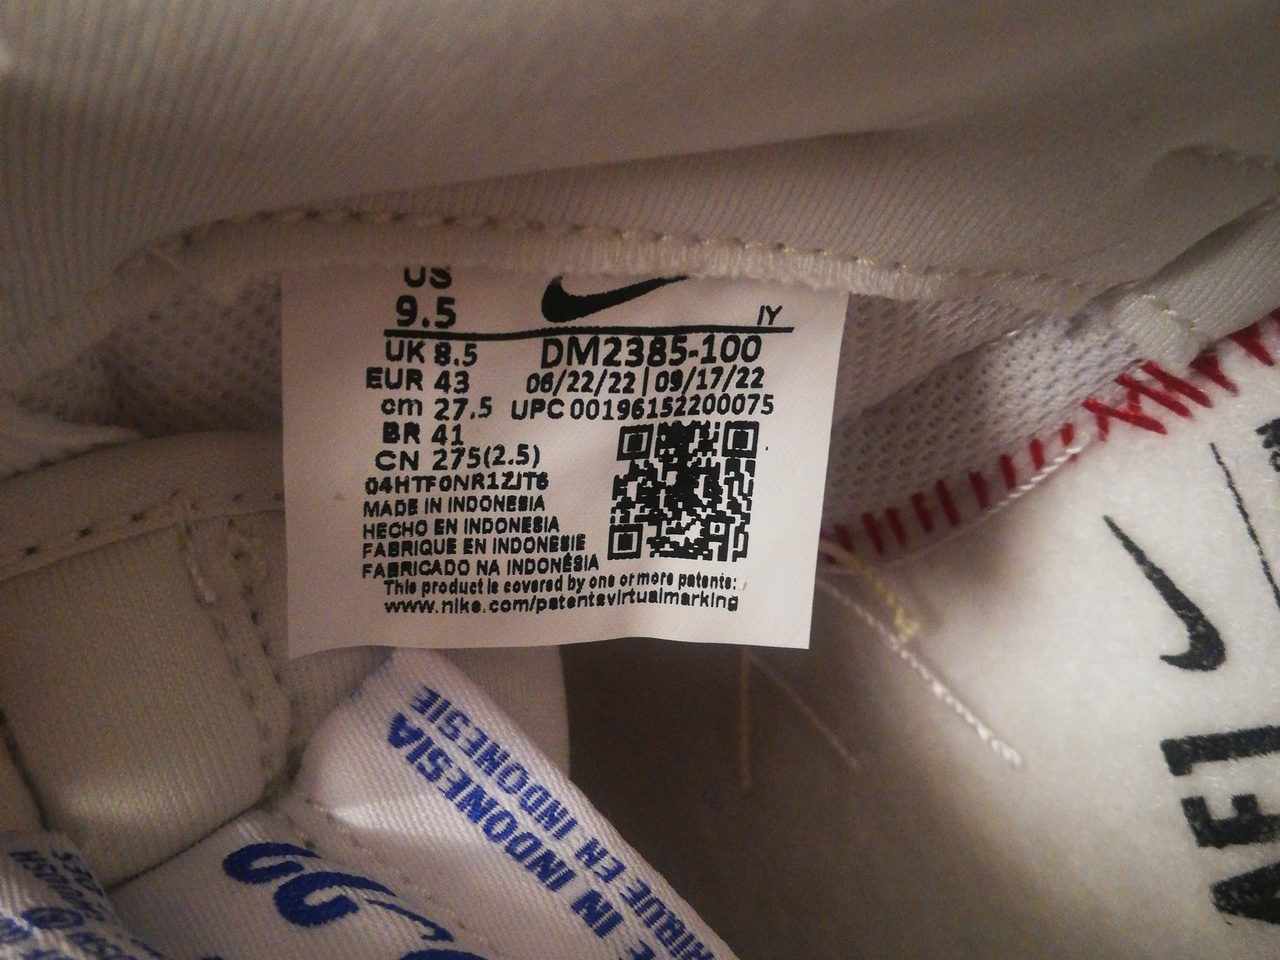 US
9.5
IY
UK 8.5
DM2385-100
EUR 43
06/22/22 | 09/17/22
cm 27.5
UPC 00196152200075
BR 41
CN 275(2.5)
04HTF0NR1ZJT6
MADE IN INDONESIA
HECHO EN INDONESIA
FABRIQUE EN INDONESIE
FABRICADO NA INDONÉSIA
This product is covered by one or more patents:
www.nike.com/patentsvirtualmarking
IN INDONESIA
EN INDONESIE
AF1